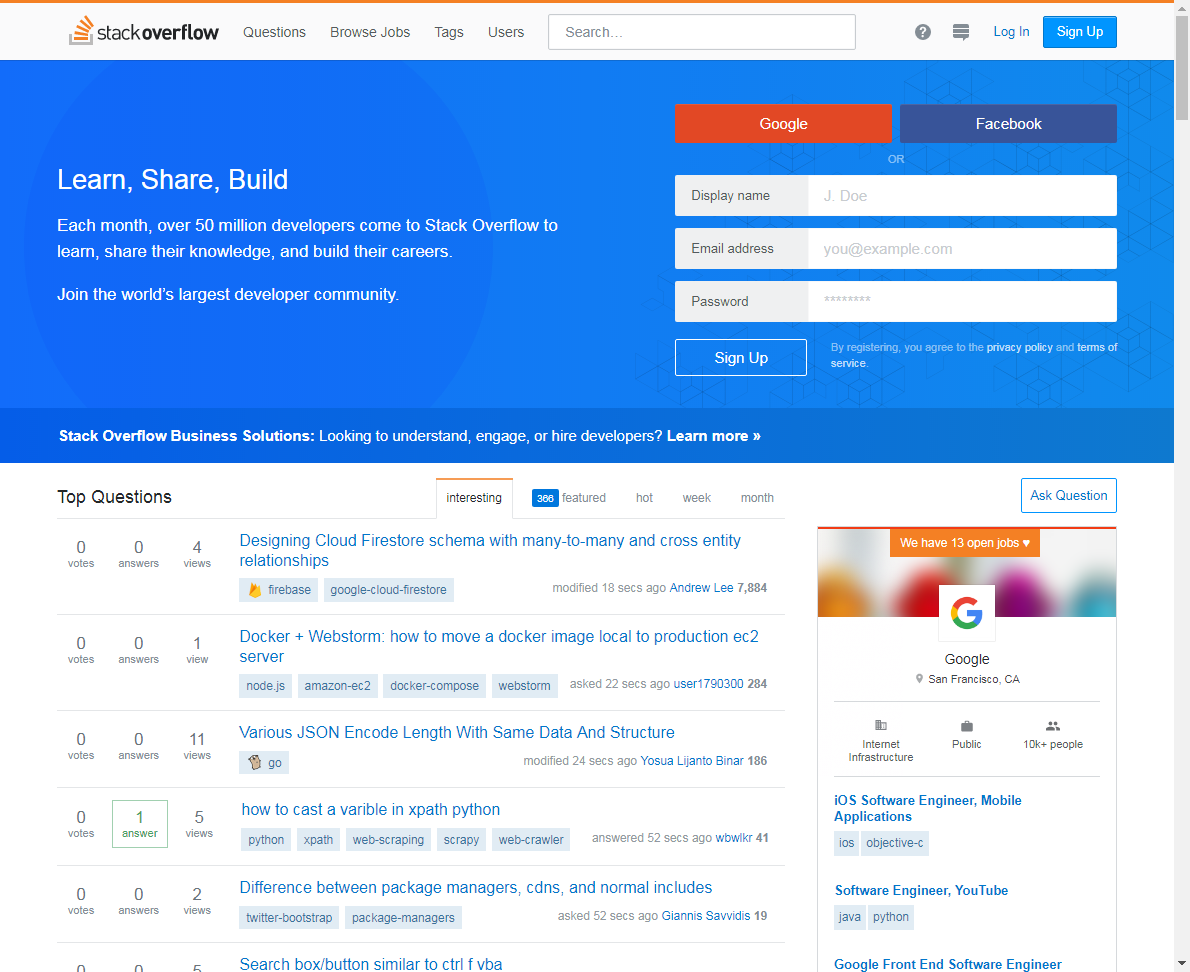 stackoverflow Questions Browse Jobs Tags Users Search... ? Log In Sign Up
Google Facebook
OR
Learn, Share, Build
Each month, over 50 million developers come to Stack Overflow to
learn, share their knowledge, and build their careers.
Join the world's largest developer community.
Display name J. Doe
Email address you@example.com
Password ********
Sign Up
By registering, you agree to the privacy policy and terms of
service.
Stack Overflow Business Solutions: Looking to understand, engage, or hire developers? Learn more »
Top Questions interesting 366 featured hot week month
Ask Question
0 votes 0 answers 4 views
Designing Cloud Firestore schema with many-to-many and cross entity
relationships
firebase google-cloud-firestore
modified 18 secs ago Andrew Lee 7,884
0 votes 0 answers 1 view
Docker + Webstorm: how to move a docker image local to production ec2
server
node.js amazon-ec2 docker-compose webstorm
asked 22 secs ago user1790300 284
0 votes 0 answers 11 views
Various JSON Encode Length With Same Data And Structure
go
modified 24 secs ago Yosua Lijanto Binar 186
0 votes 1 answer 5 views
how to cast a varible in xpath python
python xpath web-scraping scrapy web-crawler
answered 52 secs ago wbwlkr 41
0 votes 0 answers 2 views
Difference between package managers, cdns, and normal includes
twitter-bootstrap package-managers
asked 52 secs ago Giannis Savvidis 19
0 0 5
Search box/button similar to ctrl f vba
We have 13 open jobs ♥
G
Google
San Francisco, CA
Internet
Infrastructure
Public
10k+ people
iOS Software Engineer, Mobile
Applications
ios objective-c
Software Engineer, YouTube
java python
Google Front End Software Engineer